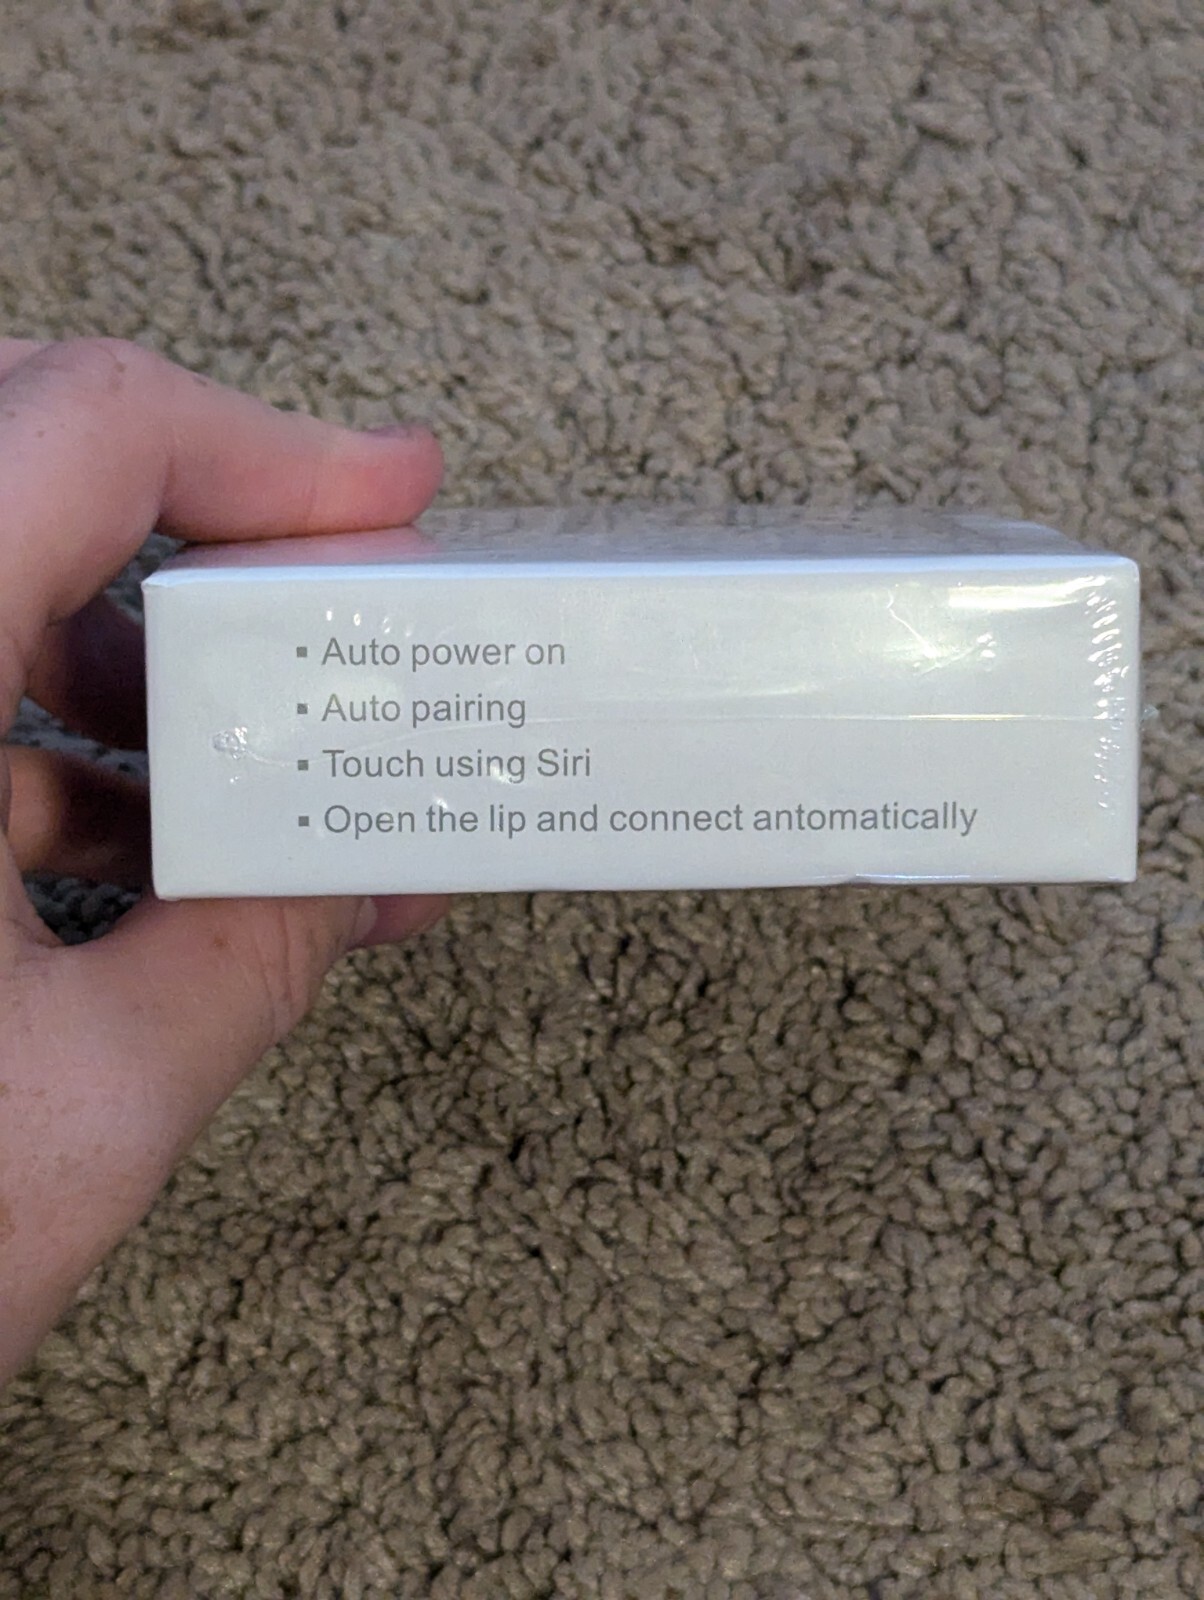 ▪ Auto power on
▪ Auto pairing
▪ Touch using Siri
▪ Open the lip and connect antomatically